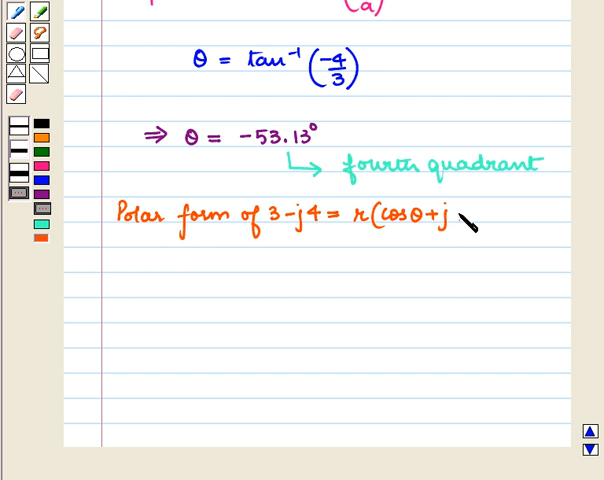 (a)
θ = tan⁻¹ (-4/3)
⇒ θ = -53.13°
↳ fourth quadrant
Polar form of 3-j4 = r(cosθ+j